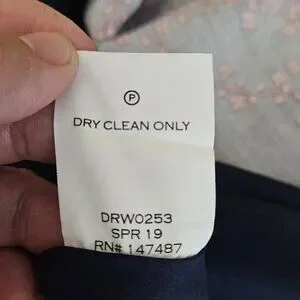 P
DRY CLEAN ONLY
DRW0253
SPR 19
RN# 147487